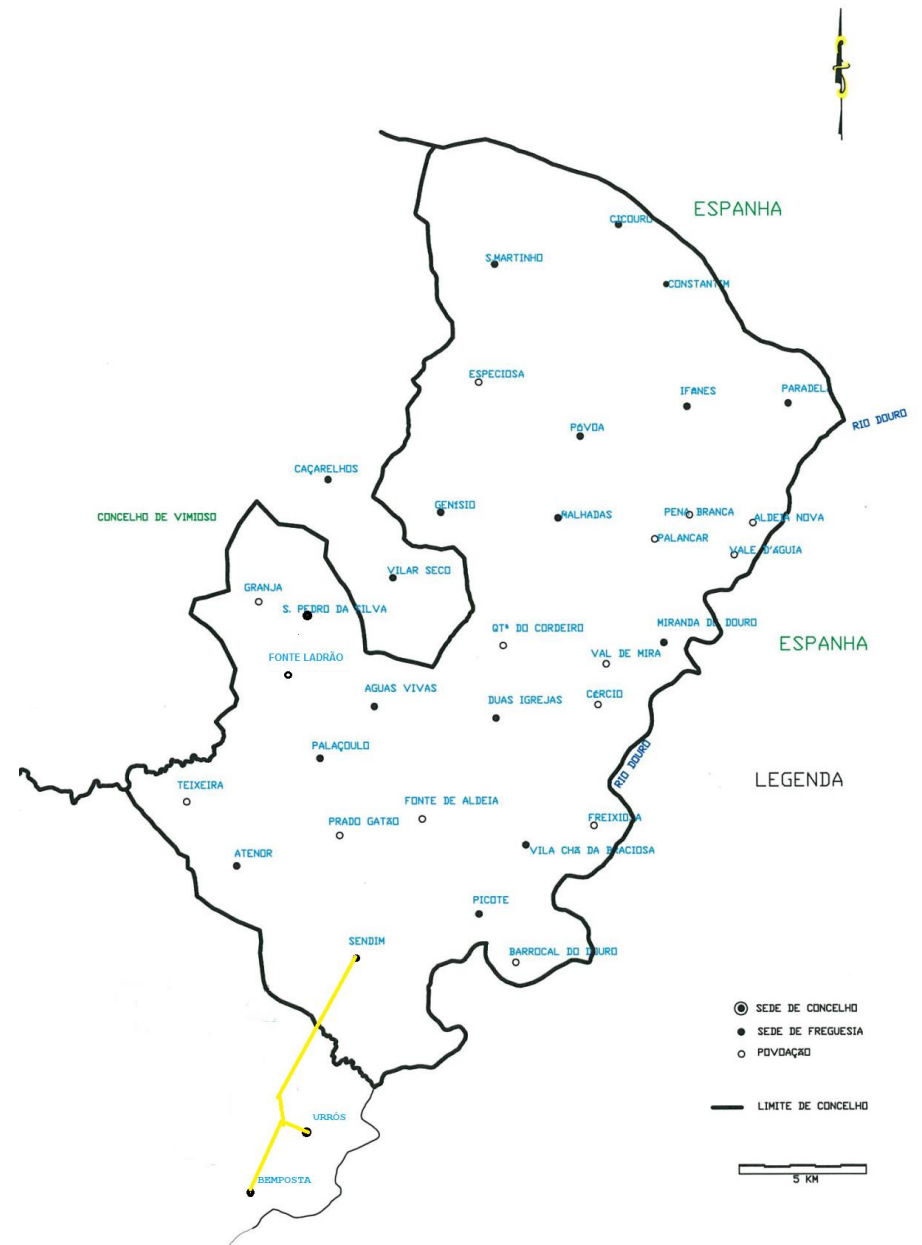 ESPANHA
CICOURO
S.MARTINHO
CONSTANTIM
ESPECIOSA
IFANES
PARADEL
RIO DOURO
PÓVOA
CAÇARELHOS
GENÍSIO
MALHADAS
PENA BRANCA
ALDEIA NOVA
CONCELHO DE VIMIOSO
PALANCAR
VALE D'ÁGUIA
VILAR SECO
GRANJA
S. PEDRO DA SILVA
QTª DO CORDEIRO
MIRANDA DE DOURO
VAL DE MIRA
ESPANHA
FONTE LADRÃO
AGUAS VIVAS
DUAS IGREJAS
CÉRCIO
PALAÇOULO
RIO DOURO
LEGENDA
TEIXEIRA
FONTE DE ALDEIA
PRADO GATÃO
FREIXIOSA
ATENOR
VILA CHÃ DA BRACIOSA
PICOTE
SENDIM
BARROCAL DO DOURO
SEDE DE CONCELHO
SEDE DE FREGUESIA
POVOAÇÃO
LIMITE DE CONCELHO
URRÓS
BEMPOSTA
5 KM